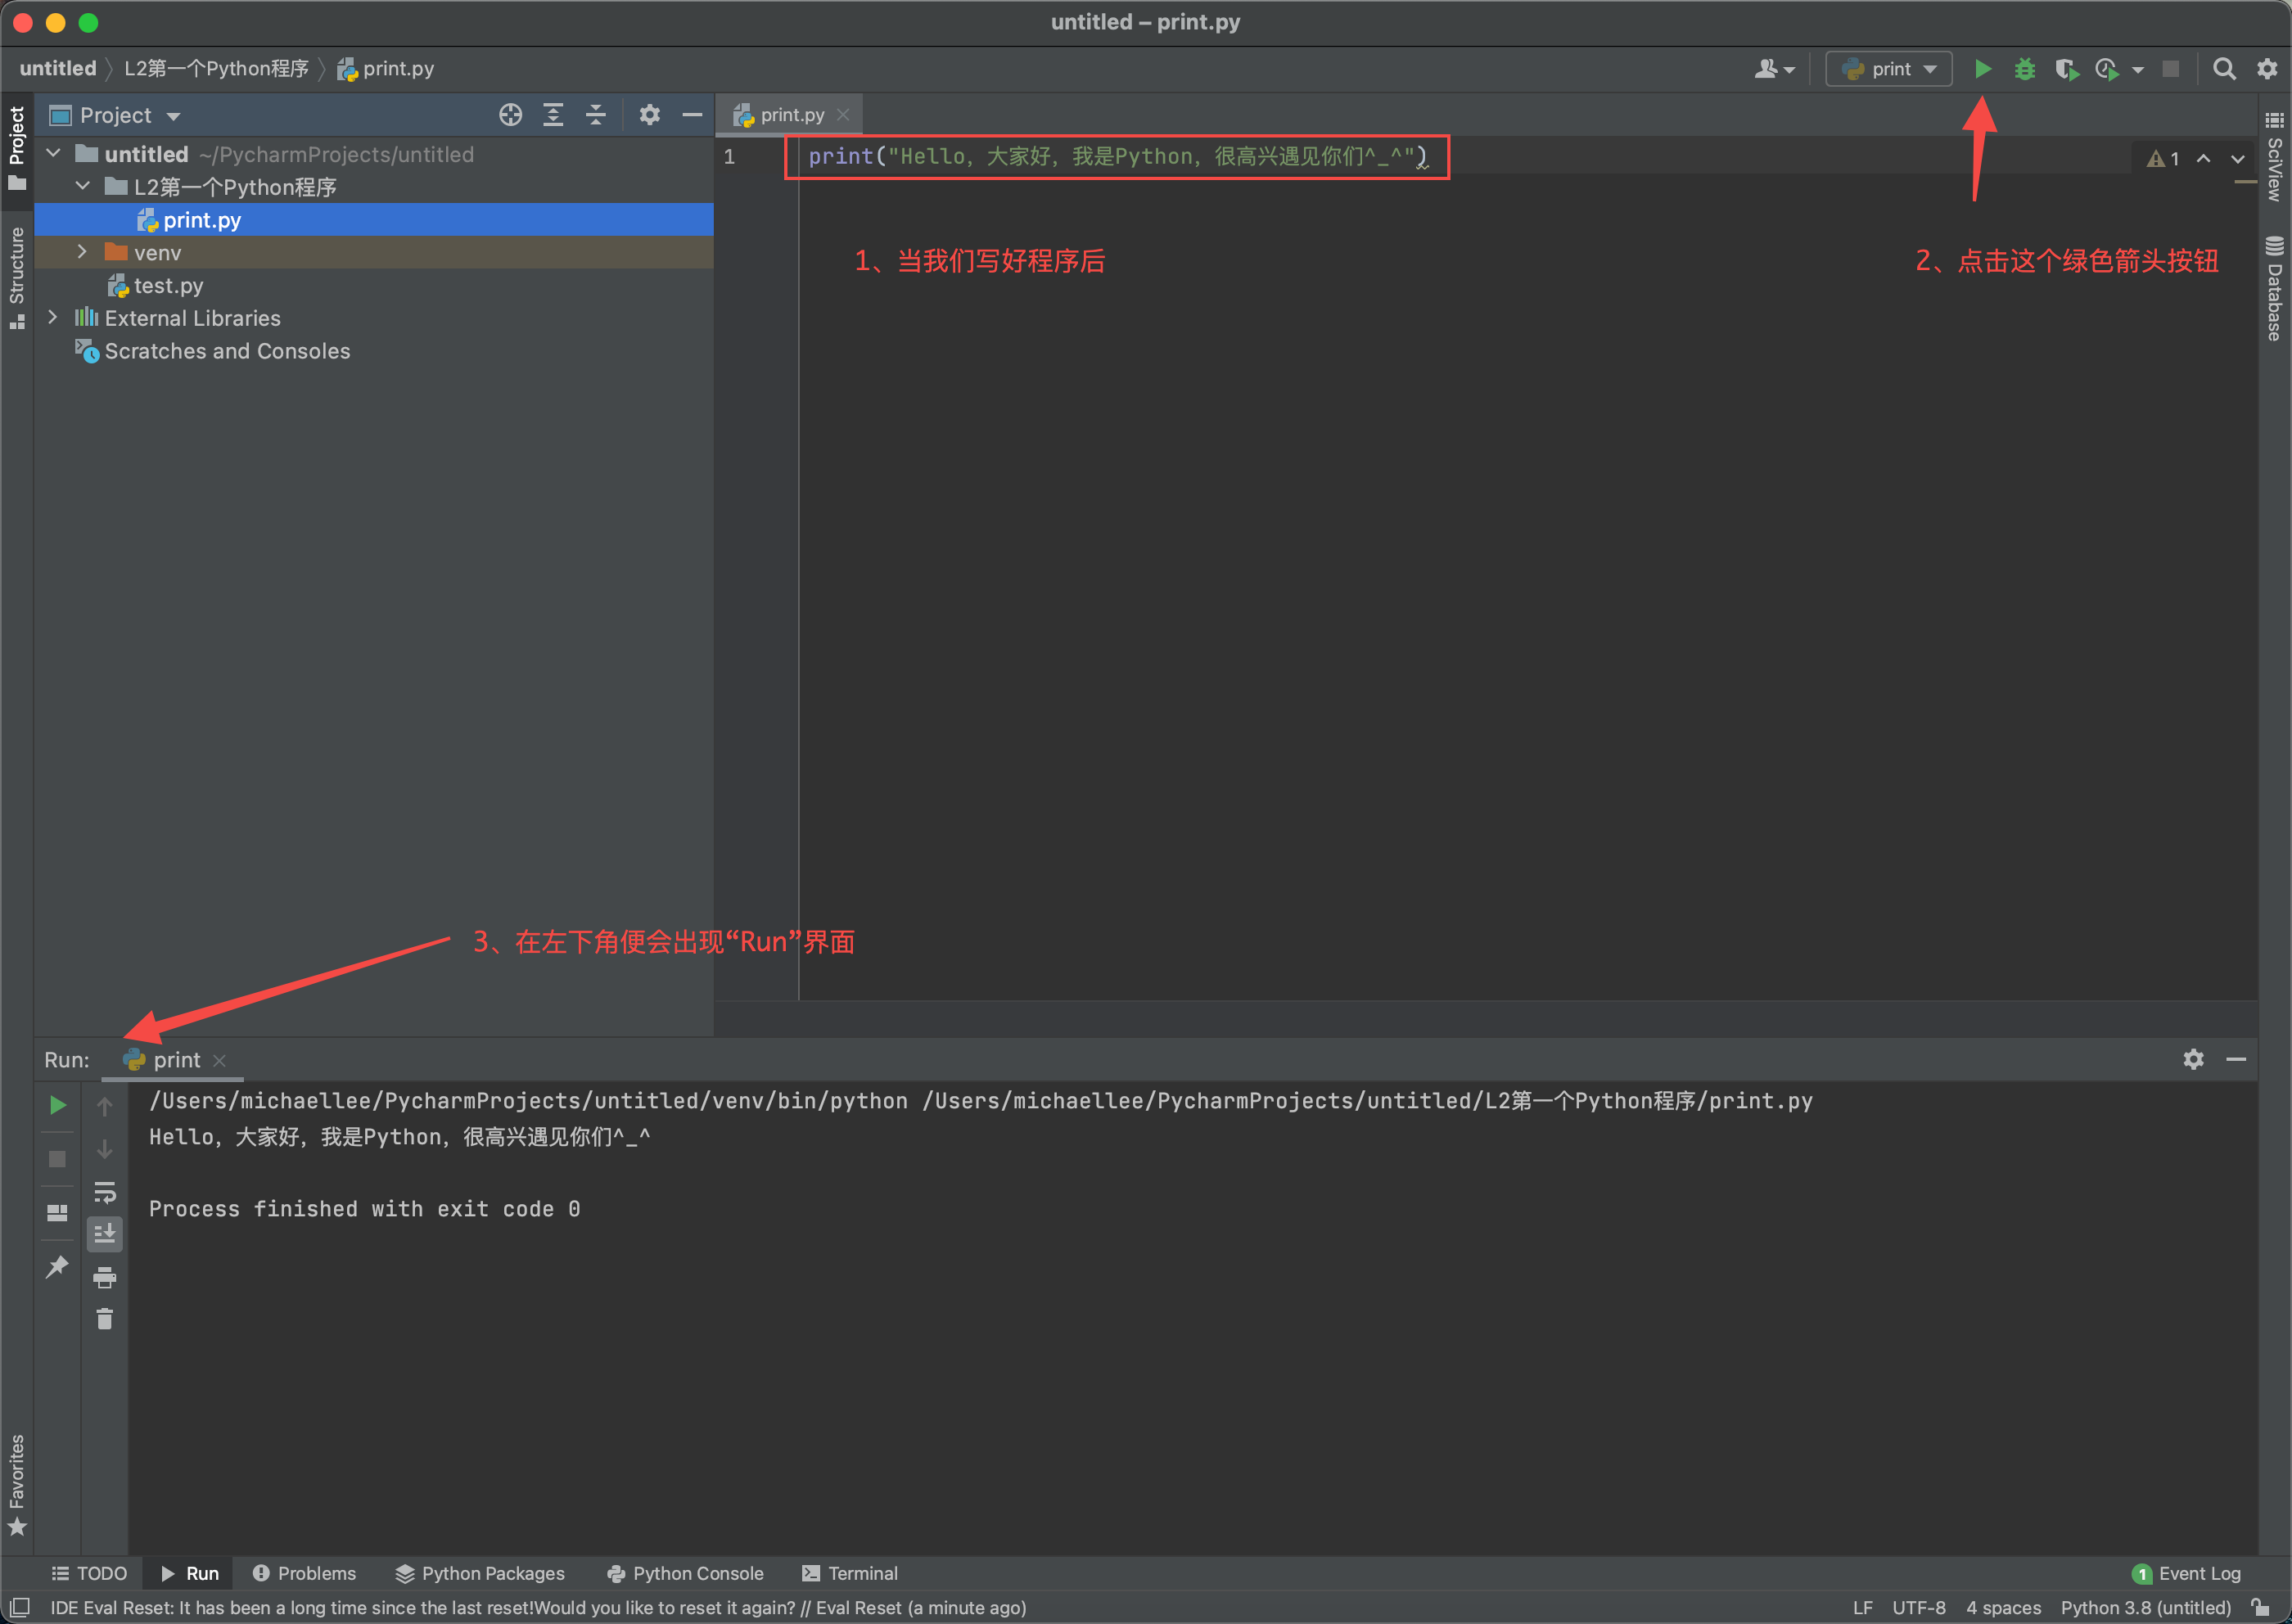 untitled – print.py
untitled L2第一个Python程序 print.py
print
Project
print.py
Project
Structure
Favorites
SciView
Database
untitled ~/PycharmProjects/untitled
L2第一个Python程序
print.py
venv
test.py
External Libraries
Scratches and Consoles
1 print("Hello, 大家好, 我是Python, 很高兴遇见你们^_^")
1
1、当我们写好程序后
2、点击这个绿色箭头按钮
3、在左下角便会出现“Run”界面
Run: print
/Users/michaellee/PycharmProjects/untitled/venv/bin/python /Users/michaellee/PycharmProjects/untitled/L2第一个Python程序/print.py
Hello, 大家好, 我是Python, 很高兴遇见你们^_^
Process finished with exit code 0
TODO Run Problems Python Packages Python Console Terminal 1 Event Log
IDE Eval Reset: It has been a long time since the last reset!Would you like to reset it again? // Eval Reset (a minute ago) LF UTF-8 4 spaces Python 3.8 (untitled)